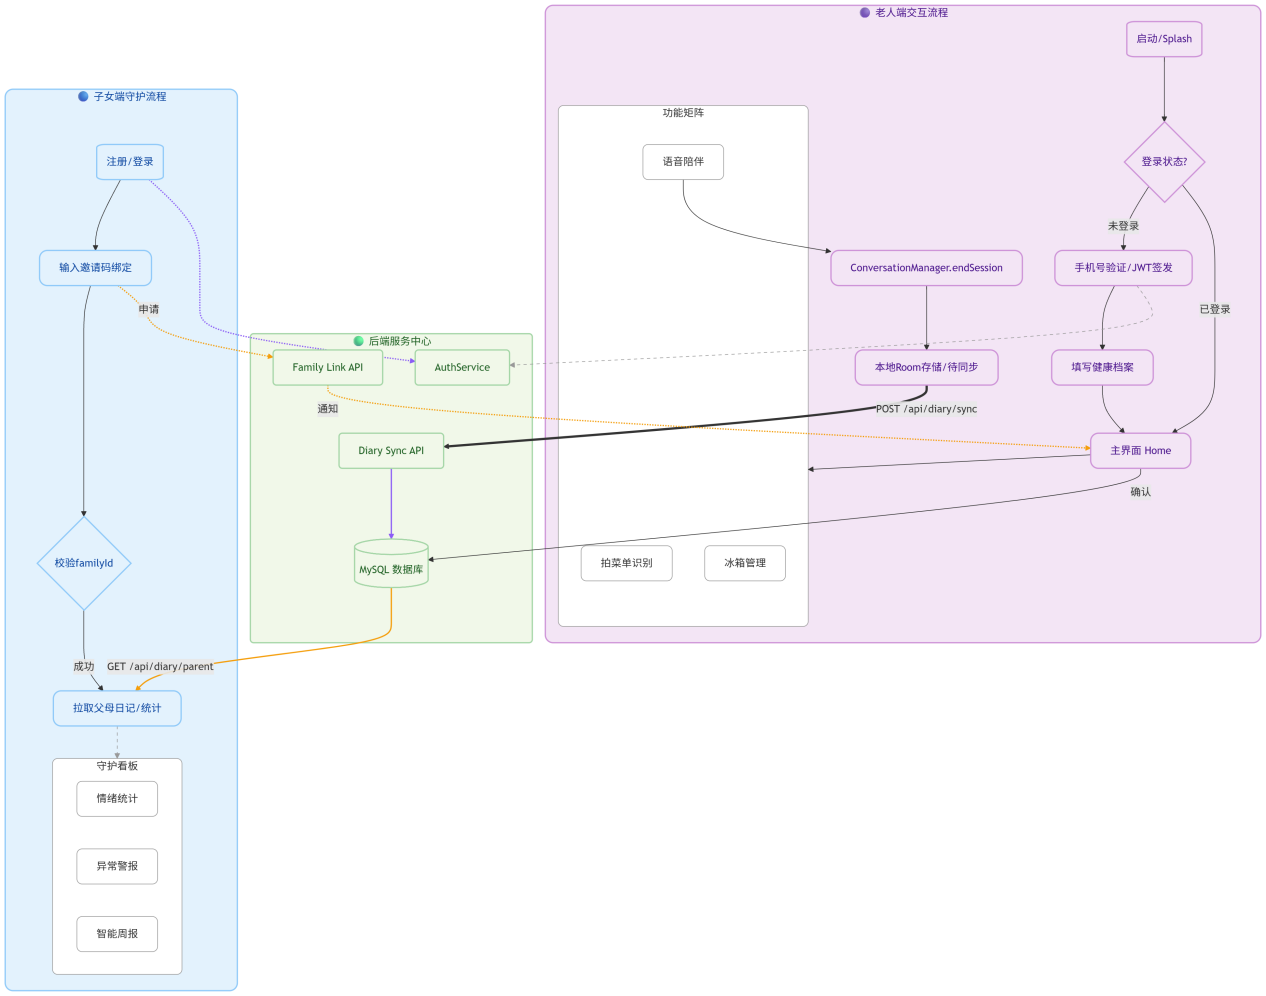 老人端交互流程
启动/Splash
登录状态?
未登录
已登录
手机号验证/JWT签发
填写健康档案
主界面 Home
确认
功能矩阵
语音陪伴
ConversationManager.endSession
本地Room存储/待同步
POST /api/diary/sync
拍菜单识别
冰箱管理
子女端守护流程
注册/登录
输入邀请码绑定
申请
校验familyId
成功
GET /api/diary/parent
拉取父母日记/统计
守护看板
情绪统计
异常警报
智能周报
后端服务中心
Family Link API
AuthService
通知
Diary Sync API
MySQL 数据库